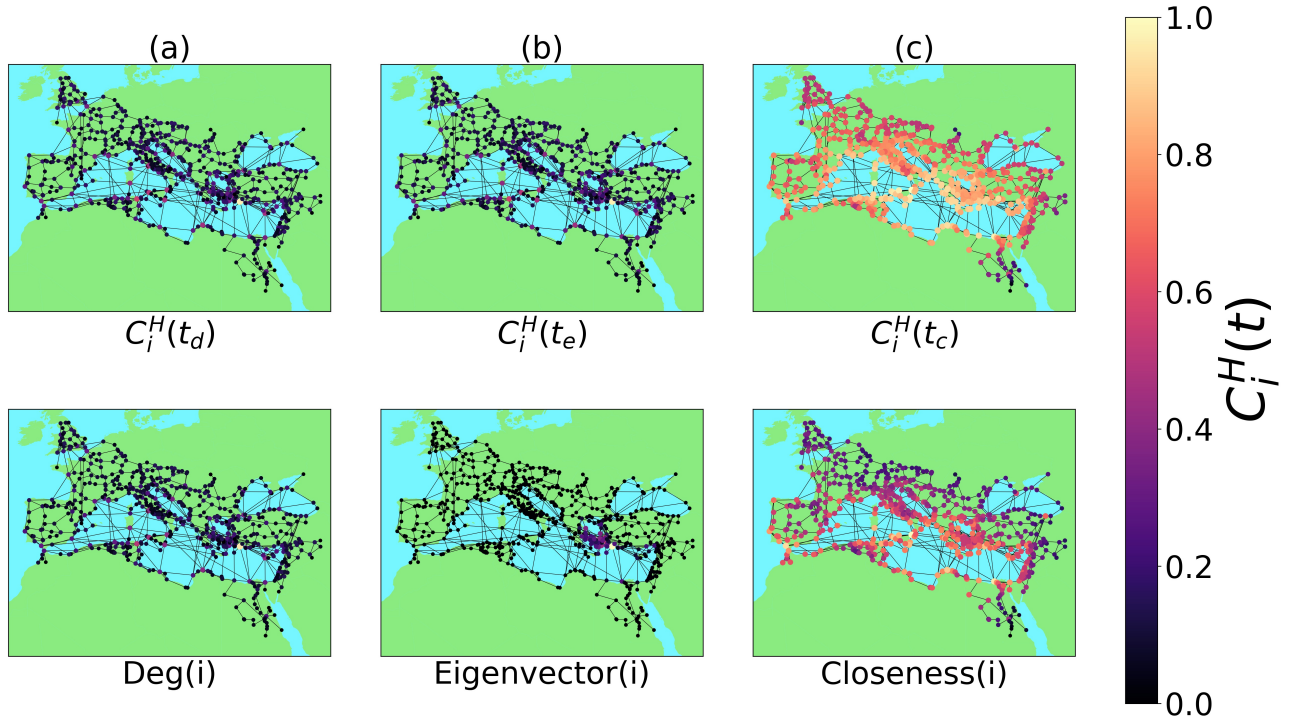 (a) (b) (c)
C_i^H(t_d) C_i^H(t_e) C_i^H(t_c)
Deg(i) Eigenvector(i) Closeness(i)
1.0
0.8
0.6
0.4
0.2
0.0
C_i^H(t)